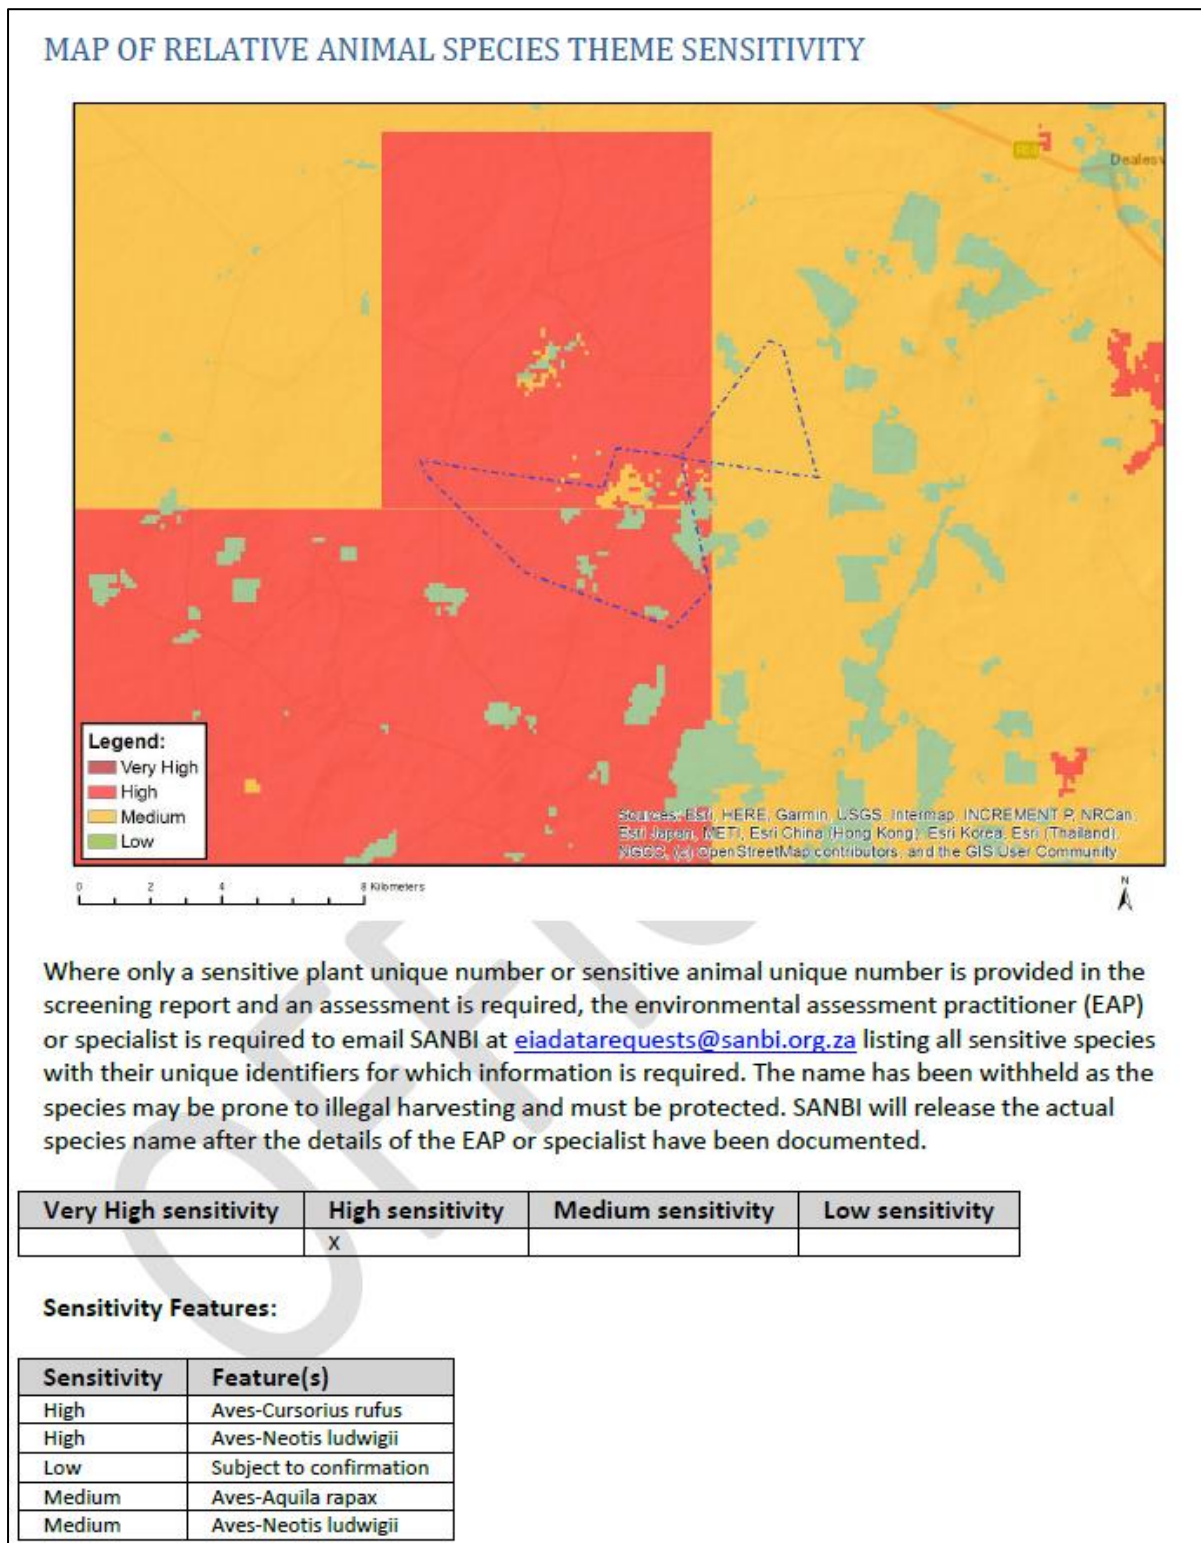 MAP OF RELATIVE ANIMAL SPECIES THEME SENSITIVITY
Dealesv
Legend:
Very High
High
Medium
Low
Sources: Esri, HERE, Garmin, USGS, Intermap, INCREMENT P, NRCan,
Esri Japan, METI, Esri China (Hong Kong), Esri Korea, Esri (Thailand),
NGCC, (c) OpenStreetMap contributors, and the GIS User Community
0 2 4 8 Kilometers
N
Where only a sensitive plant unique number or sensitive animal unique number is provided in the
screening report and an assessment is required, the environmental assessment practitioner (EAP)
or specialist is required to email SANBI at eiadatarequests@sanbi.org.za listing all sensitive species
with their unique identifiers for which information is required. The name has been withheld as the
species may be prone to illegal harvesting and must be protected. SANBI will release the actual
species name after the details of the EAP or specialist have been documented.
Very High sensitivity High sensitivity Medium sensitivity Low sensitivity
X
Sensitivity Features:
Sensitivity Feature(s)
High Aves-Cursorius rufus
High Aves-Neotis ludwigii
Low Subject to confirmation
Medium Aves-Aquila rapax
Medium Aves-Neotis ludwigii